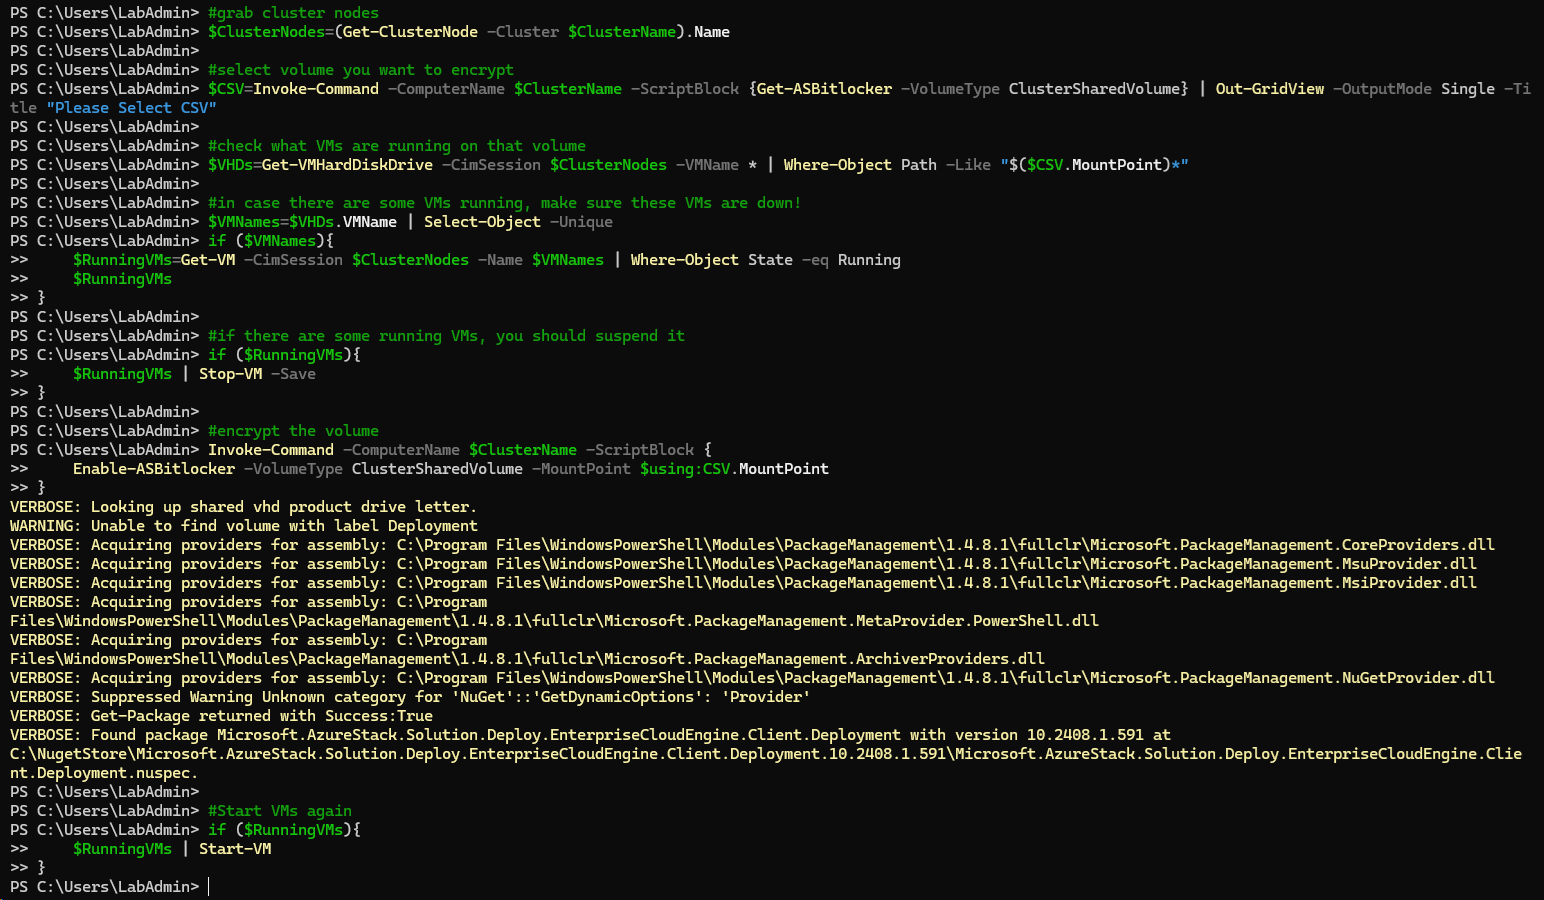 PS C:\Users\LabAdmin> #grab cluster nodes
PS C:\Users\LabAdmin> $ClusterNodes=(Get-ClusterNode -Cluster $ClusterName).Name
PS C:\Users\LabAdmin>
PS C:\Users\LabAdmin> #select volume you want to encrypt
PS C:\Users\LabAdmin> $CSV=Invoke-Command -ComputerName $ClusterName -ScriptBlock {Get-ASBitlocker -VolumeType ClusterSharedVolume} | Out-GridView -OutputMode Single -Ti
tle "Please Select CSV"
PS C:\Users\LabAdmin>
PS C:\Users\LabAdmin> #check what VMs are running on that volume
PS C:\Users\LabAdmin> $VHDs=Get-VMHardDiskDrive -CimSession $ClusterNodes -VMName * | Where-Object Path -Like "$($CSV.MountPoint)*"
PS C:\Users\LabAdmin>
PS C:\Users\LabAdmin> #in case there are some VMs running, make sure these VMs are down!
PS C:\Users\LabAdmin> $VMNames=$VHDs.VMName | Select-Object -Unique
PS C:\Users\LabAdmin> if ($VMNames){
>>     $RunningVMs=Get-VM -CimSession $ClusterNodes -Name $VMNames | Where-Object State -eq Running
>>     $RunningVMs
>> }
PS C:\Users\LabAdmin>
PS C:\Users\LabAdmin> #if there are some running VMs, you should suspend it
PS C:\Users\LabAdmin> if ($RunningVMs){
>>     $RunningVMs | Stop-VM -Save
>> }
PS C:\Users\LabAdmin>
PS C:\Users\LabAdmin> #encrypt the volume
PS C:\Users\LabAdmin> Invoke-Command -ComputerName $ClusterName -ScriptBlock {
>>     Enable-ASBitlocker -VolumeType ClusterSharedVolume -MountPoint $using:CSV.MountPoint
>> }
VERBOSE: Looking up shared vhd product drive letter.
WARNING: Unable to find volume with label Deployment
VERBOSE: Acquiring providers for assembly: C:\Program Files\WindowsPowerShell\Modules\PackageManagement\1.4.8.1\fullclr\Microsoft.PackageManagement.CoreProviders.dll
VERBOSE: Acquiring providers for assembly: C:\Program Files\WindowsPowerShell\Modules\PackageManagement\1.4.8.1\fullclr\Microsoft.PackageManagement.MsuProvider.dll
VERBOSE: Acquiring providers for assembly: C:\Program Files\WindowsPowerShell\Modules\PackageManagement\1.4.8.1\fullclr\Microsoft.PackageManagement.MsiProvider.dll
VERBOSE: Acquiring providers for assembly: C:\Program
Files\WindowsPowerShell\Modules\PackageManagement\1.4.8.1\fullclr\Microsoft.PackageManagement.MetaProvider.PowerShell.dll
VERBOSE: Acquiring providers for assembly: C:\Program
Files\WindowsPowerShell\Modules\PackageManagement\1.4.8.1\fullclr\Microsoft.PackageManagement.ArchiverProviders.dll
VERBOSE: Acquiring providers for assembly: C:\Program Files\WindowsPowerShell\Modules\PackageManagement\1.4.8.1\fullclr\Microsoft.PackageManagement.NuGetProvider.dll
VERBOSE: Suppressed Warning Unknown category for 'NuGet'::'GetDynamicOptions': 'Provider'
VERBOSE: Get-Package returned with Success:True
VERBOSE: Found package Microsoft.AzureStack.Solution.Deploy.EnterpriseCloudEngine.Client.Deployment with version 10.2408.1.591 at
C:\NugetStore\Microsoft.AzureStack.Solution.Deploy.EnterpriseCloudEngine.Client.Deployment.10.2408.1.591\Microsoft.AzureStack.Solution.Deploy.EnterpriseCloudEngine.Clie
nt.Deployment.nuspec.
PS C:\Users\LabAdmin>
PS C:\Users\LabAdmin> #Start VMs again
PS C:\Users\LabAdmin> if ($RunningVMs){
>>     $RunningVMs | Start-VM
>> }
PS C:\Users\LabAdmin>